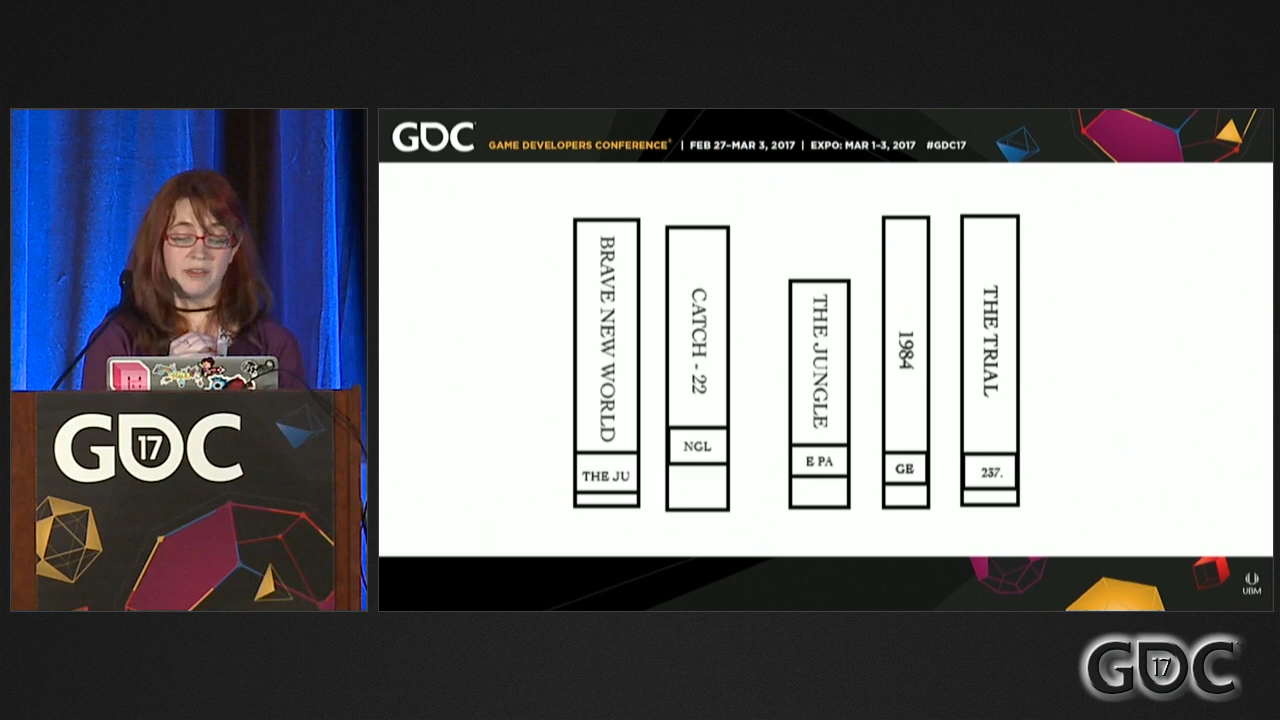 GDC
GAME DEVELOPERS CONFERENCE® | FEB 27–MAR 3, 2017 | EXPO: MAR 1-3, 2017 #GDC17
BRAVE NEW WORLD
THE JU
CATCH - 22
NGL
THE JUNGLE
E PA
1984
GE
THE TRIAL
237.
GDC
17
UBM
GDC
17